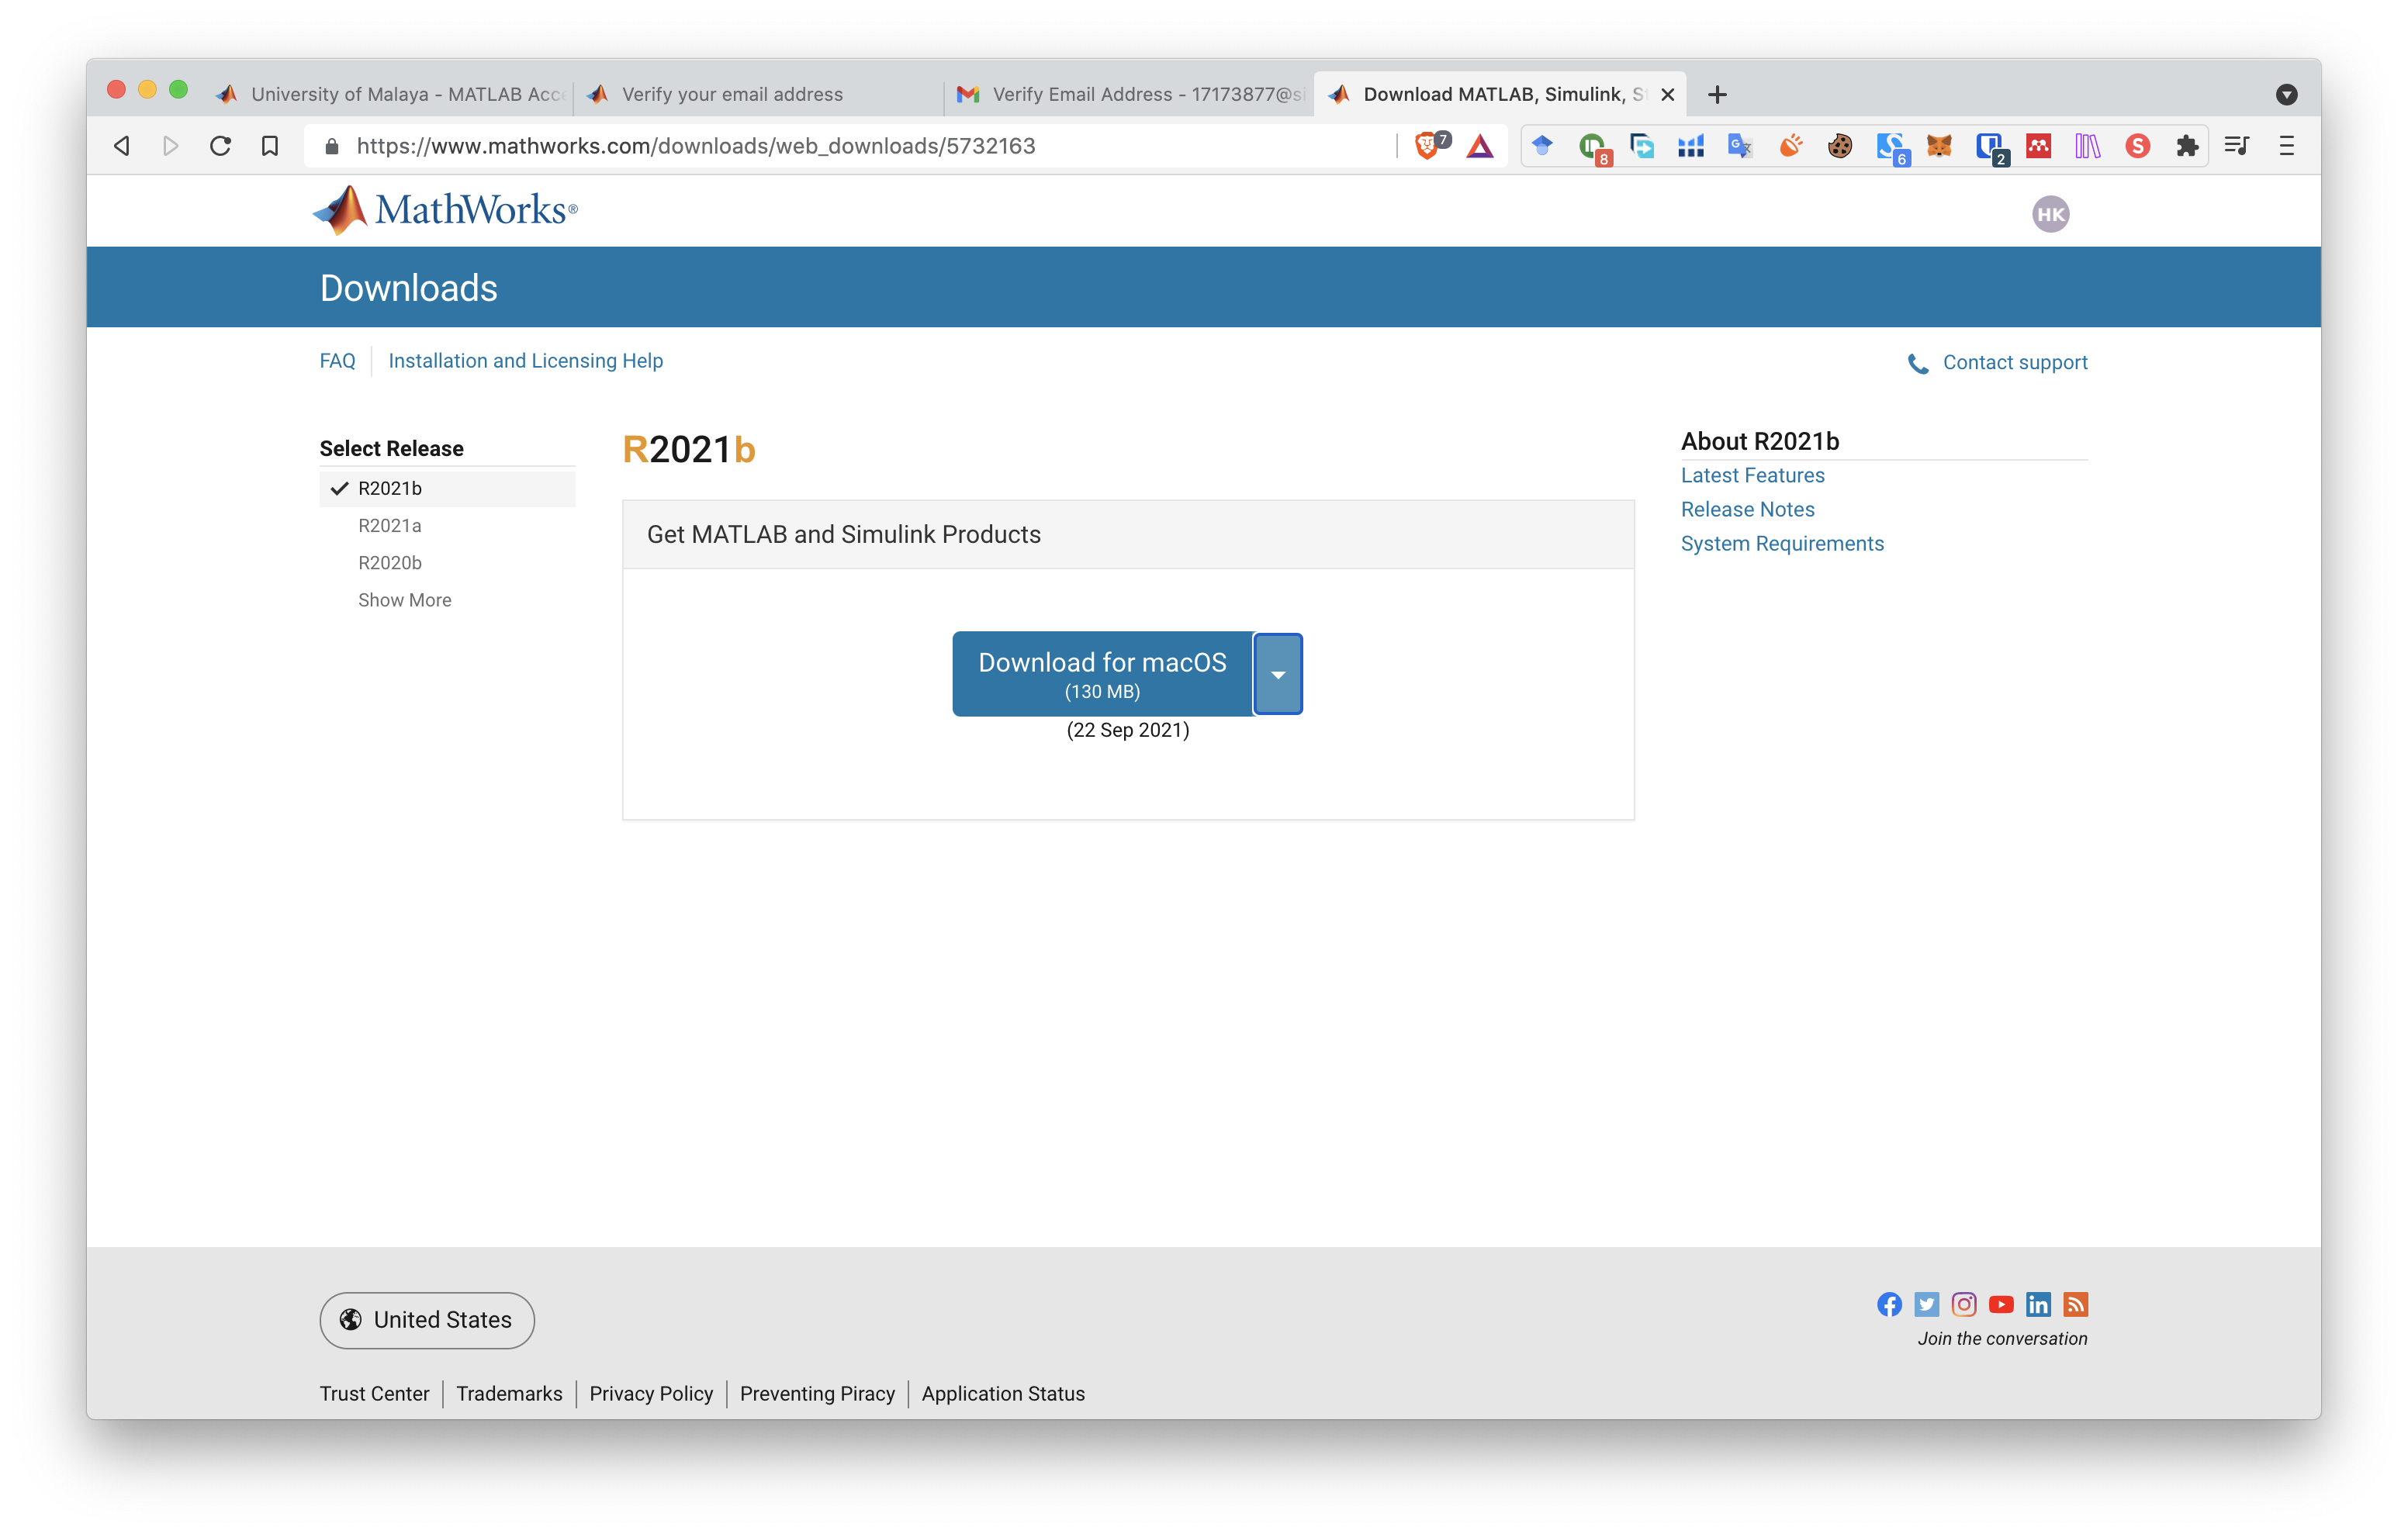 University of Malaya - MATLAB Acce
Verify your email address
Verify Email Address - 17173877@si
Download MATLAB, Simulink, St
https://www.mathworks.com/downloads/web_downloads/5732163
7
8
6
2
S
MathWorks®
HK
Downloads
FAQ
Installation and Licensing Help
Contact support
Select Release
R2021b
R2021a
R2020b
Show More
R2021b
Get MATLAB and Simulink Products
Download for macOS
(130 MB)
(22 Sep 2021)
About R2021b
Latest Features
Release Notes
System Requirements
United States
Join the conversation
Trust Center
Trademarks
Privacy Policy
Preventing Piracy
Application Status